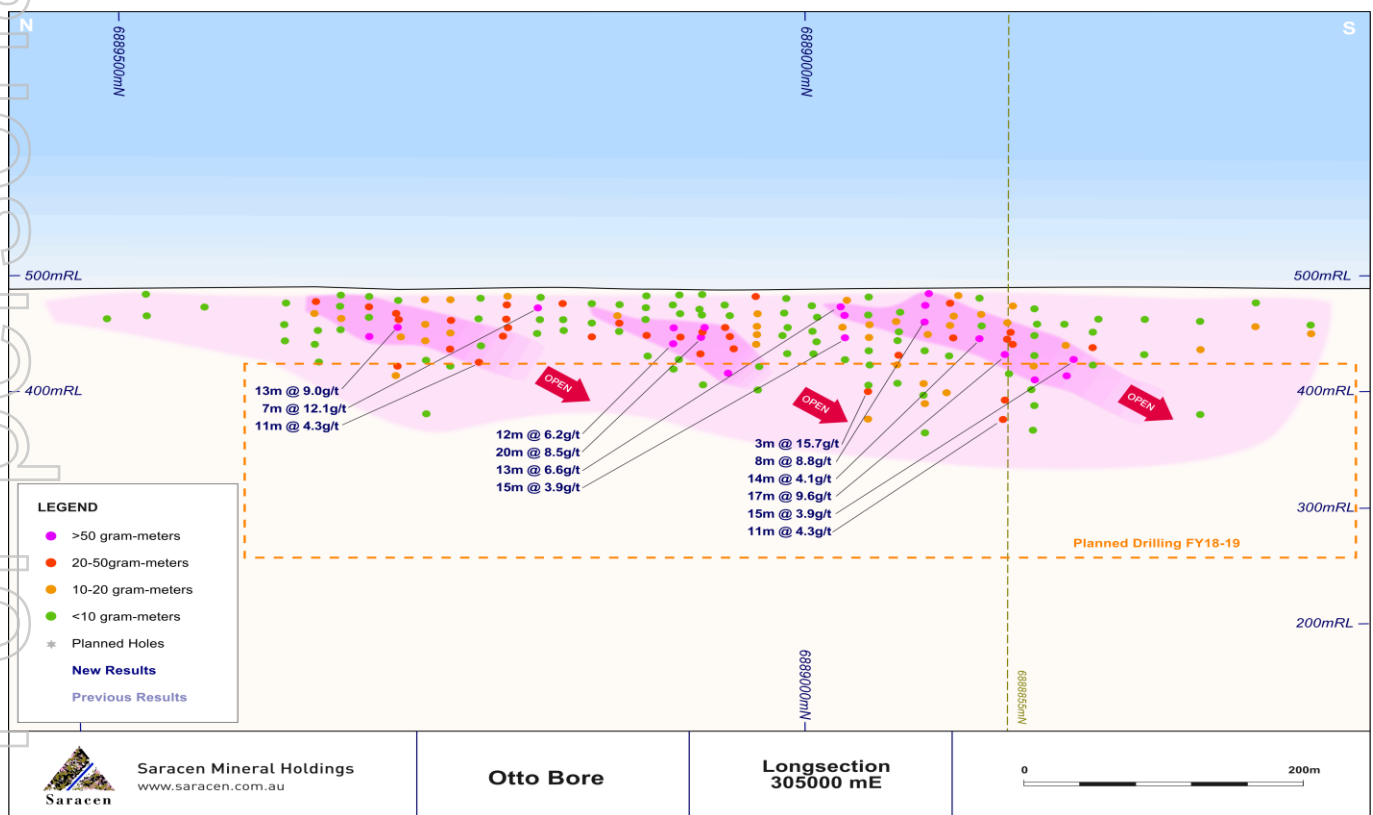 N
S
6889500mN
6889000mN
500mRL
500mRL
400mRL
400mRL
300mRL
200mRL
OPEN
OPEN
OPEN
13m @ 9.0g/t
7m @ 12.1g/t
11m @ 4.3g/t
12m @ 6.2g/t
20m @ 8.5g/t
13m @ 6.6g/t
15m @ 3.9g/t
3m @ 15.7g/t
8m @ 8.8g/t
14m @ 4.1g/t
17m @ 9.6g/t
15m @ 3.9g/t
11m @ 4.3g/t
Planned Drilling FY18-19
LEGEND
>50 gram-meters
20-50gram-meters
10-20 gram-meters
<10 gram-meters
Planned Holes
New Results
Previous Results
6889000mN
6888855mN
Saracen
Saracen Mineral Holdings
www.saracen.com.au
Otto Bore
Longsection
305000 mE
0 200m